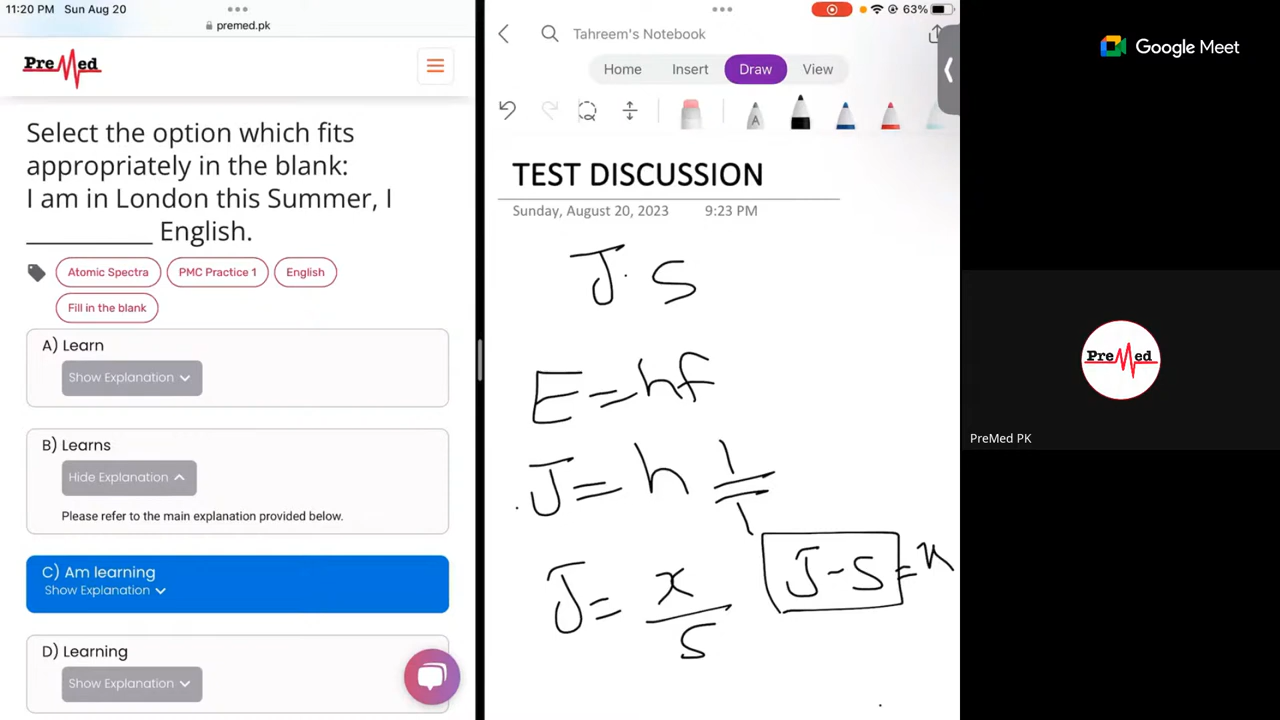 11:20 PM Sun Aug 20
premed.pk
PreMed
Select the option which fits
appropriately in the blank:
I am in London this Summer, I
__________ English.
Atomic Spectra
PMC Practice 1
English
Fill in the blank
A) Learn
Show Explanation
B) Learns
Hide Explanation
Please refer to the main explanation provided below.
C) Am learning
Show Explanation
D) Learning
Show Explanation
63%
Tahreem's Notebook
Home Insert Draw View
A
TEST DISCUSSION
Sunday, August 20, 2023 9:23 PM
J·S
E=hf
J=h
J=x/s
J-S=x
Google Meet
PreMed
PreMed PK